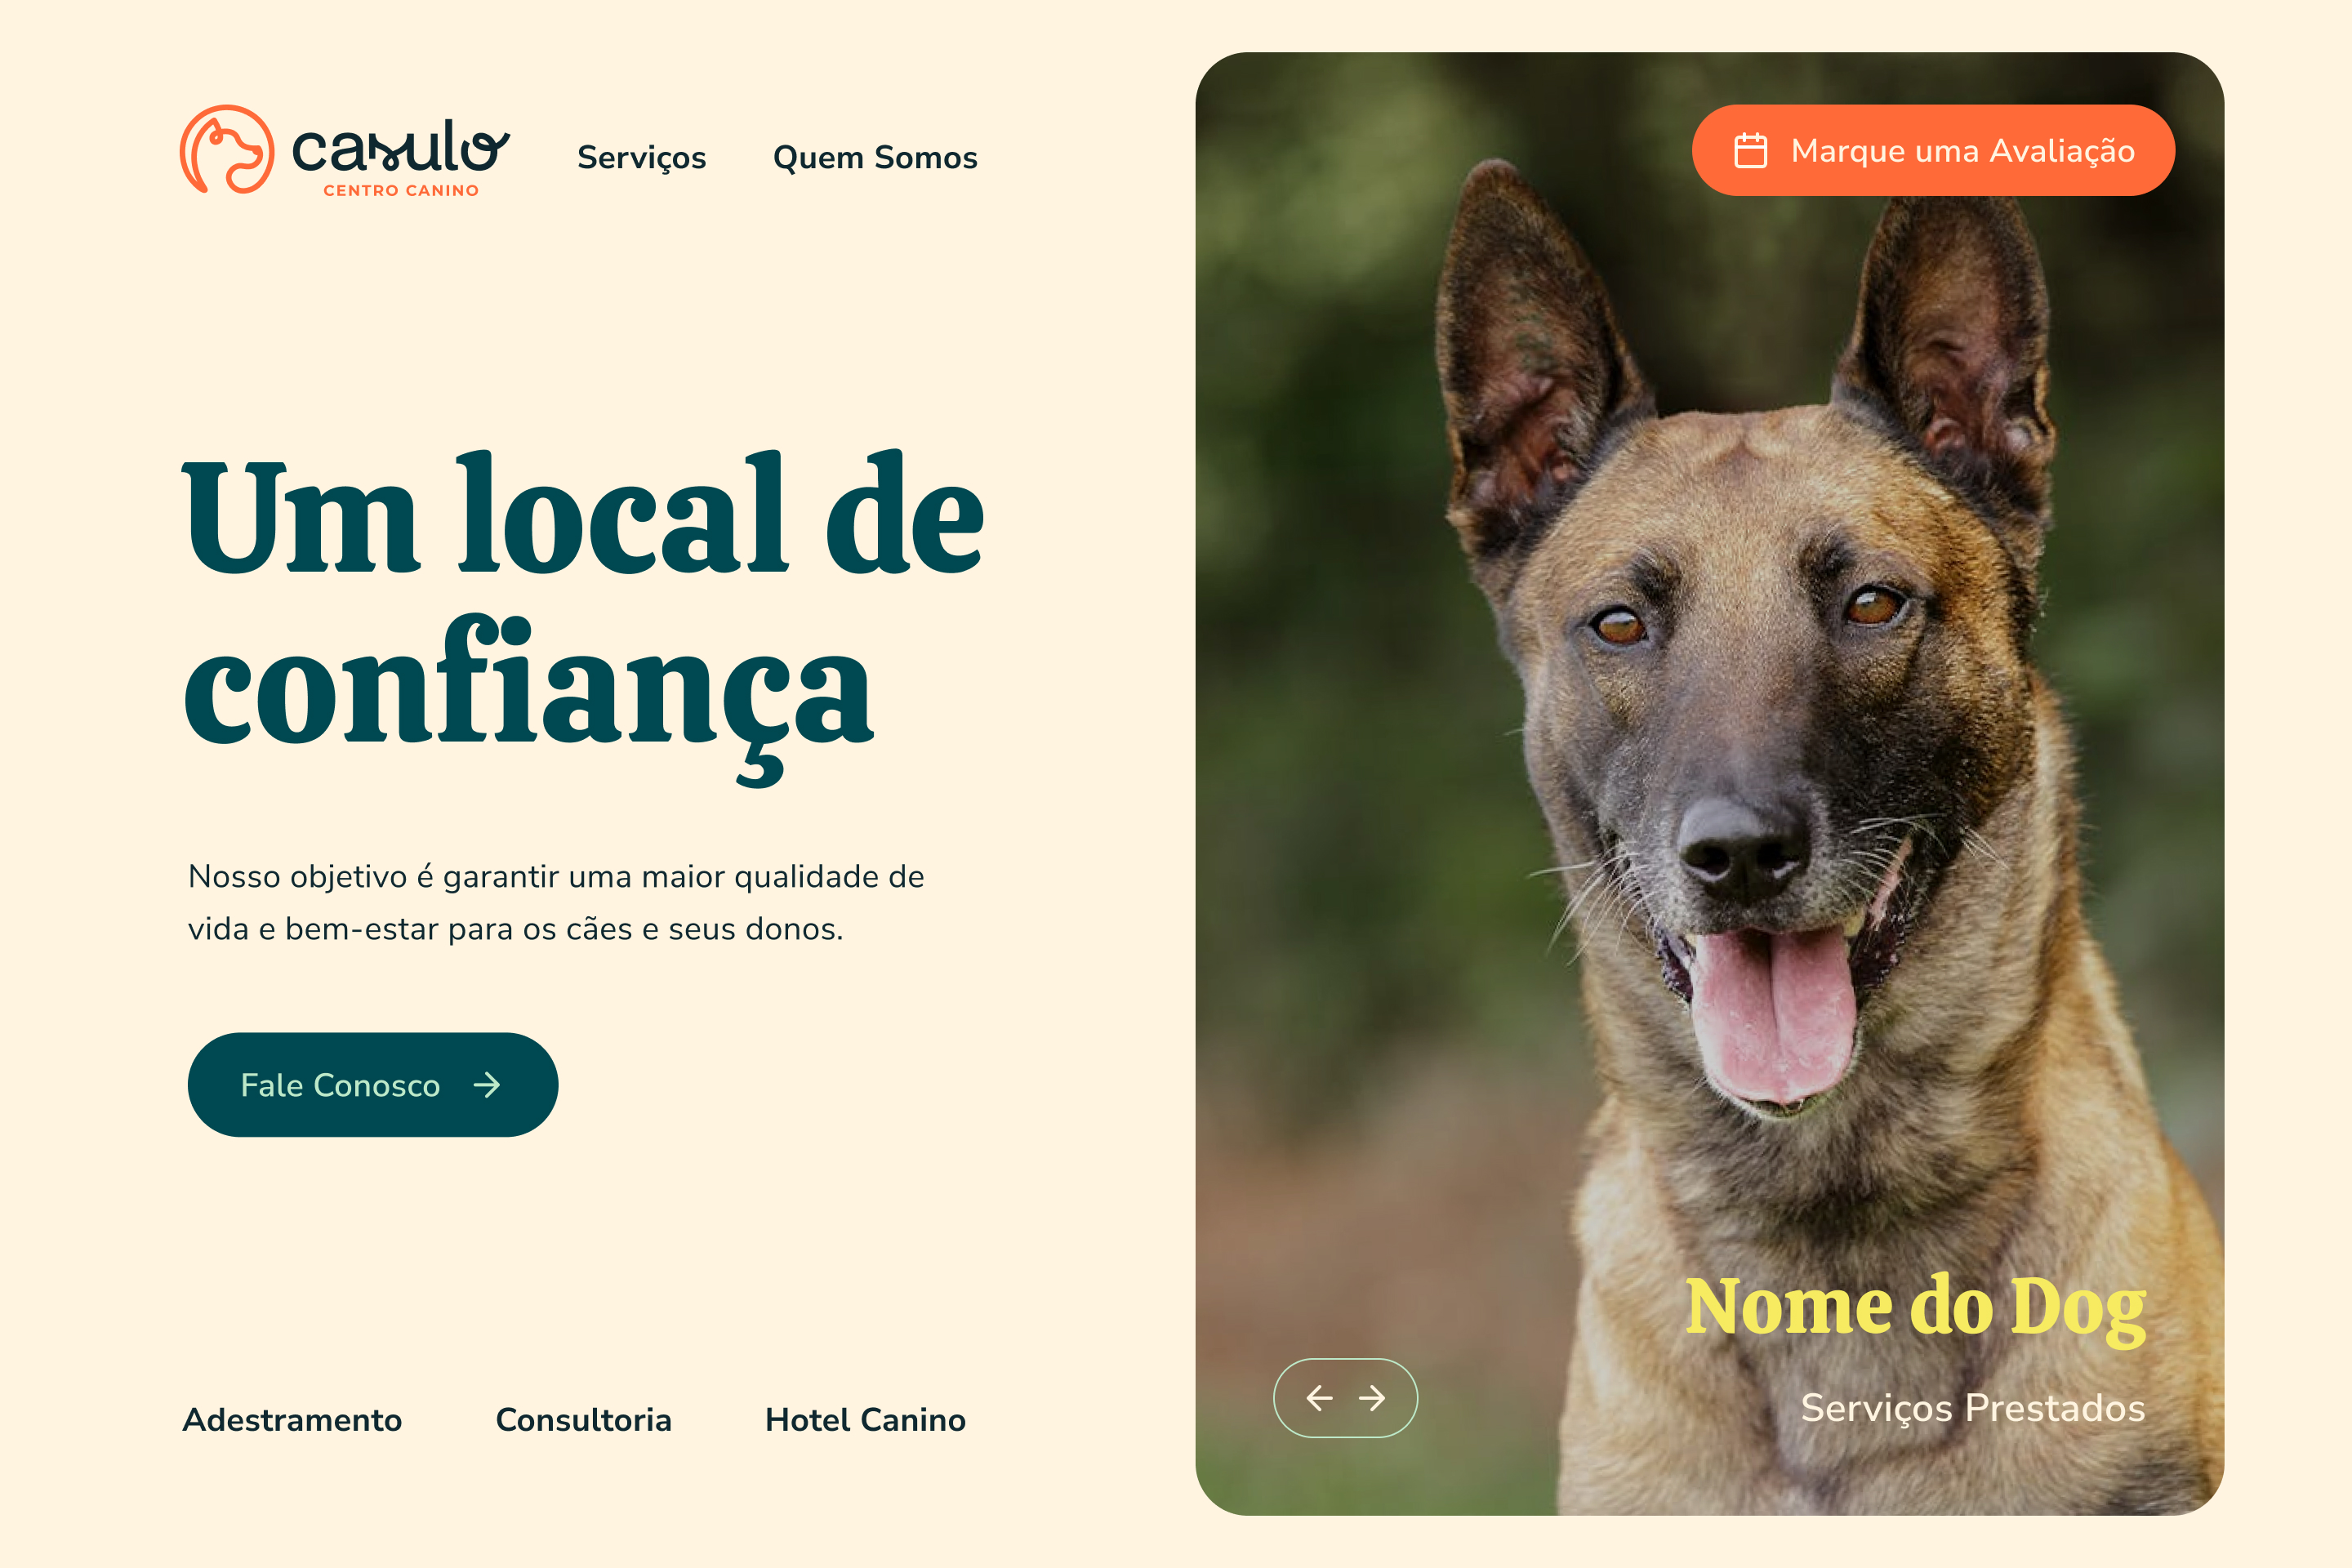 casulo
CENTRO CANINO
Serviços
Quem Somos
Marque uma Avaliação
Um local de
confiança
Nosso objetivo é garantir uma maior qualidade de
vida e bem-estar para os cães e seus donos.
Fale Conosco
Adestramento
Consultoria
Hotel Canino
Nome do Dog
Serviços Prestados